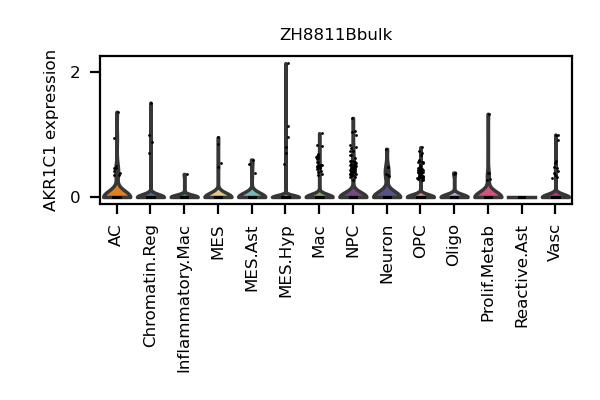 ZH8811Bbulk
AKR1C1 expression
2
0
AC
Chromatin.Reg
Inflammatory.Mac
MES
MES.Ast
MES.Hyp
Mac
NPC
Neuron
OPC
Oligo
Prolif.Metab
Reactive.Ast
Vasc